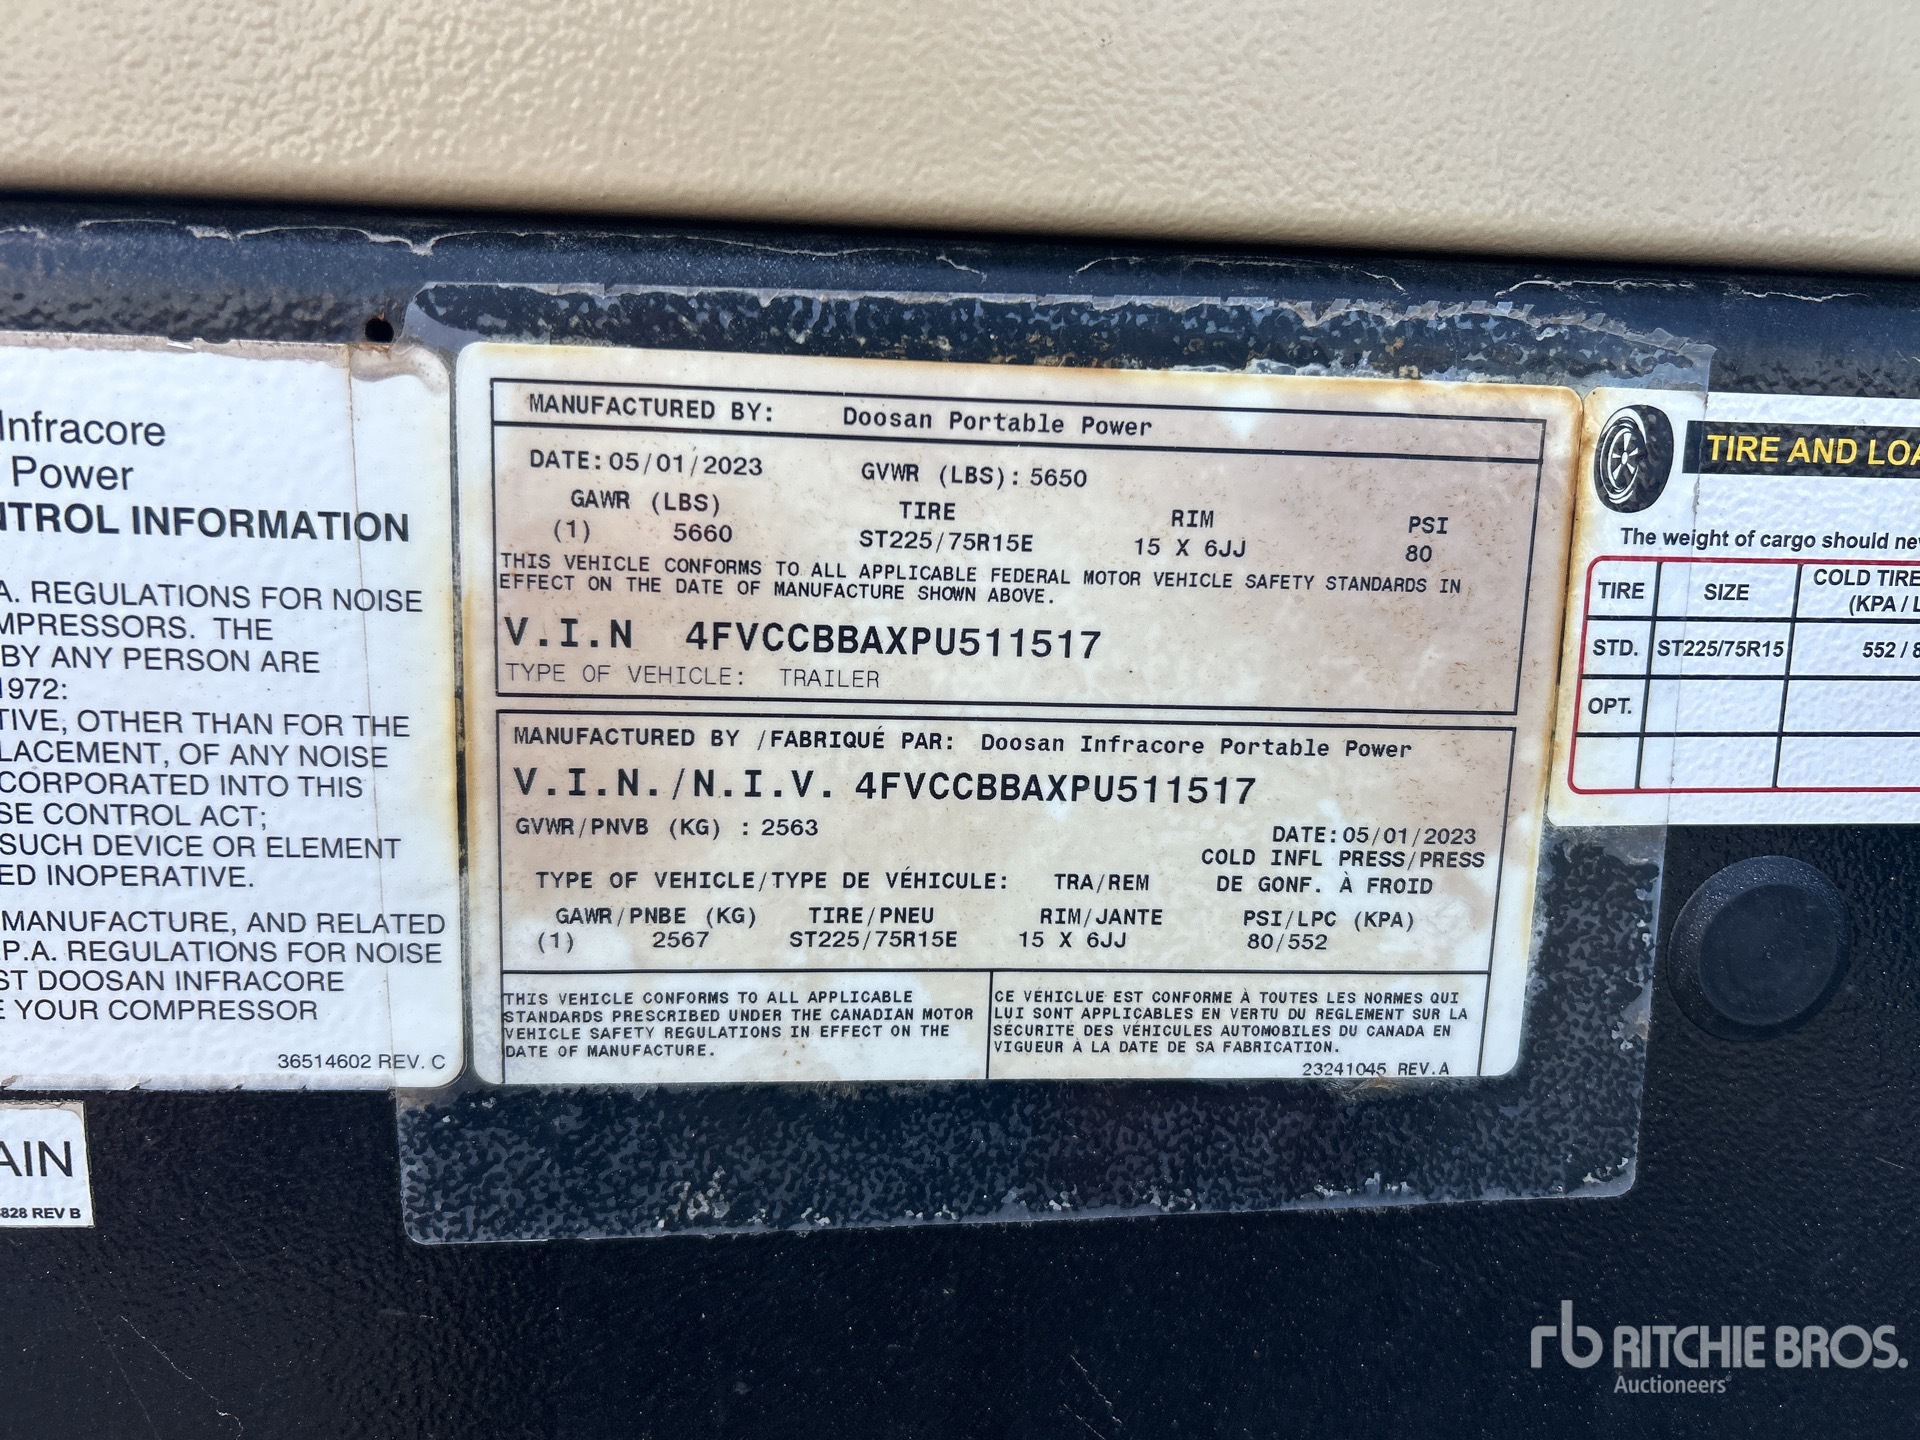 Infracore
Power
TROL INFORMATION
A. REGULATIONS FOR NOISE
MPRESSORS. THE
BY ANY PERSON ARE
1972:
TIVE, OTHER THAN FOR THE
LACEMENT, OF ANY NOISE
CORPORATED INTO THIS
SE CONTROL ACT;
SUCH DEVICE OR ELEMENT
ED INOPERATIVE.
MANUFACTURE, AND RELATED
.P.A. REGULATIONS FOR NOISE
ST DOOSAN INFRACORE
E YOUR COMPRESSOR
36514602 REV. C
AIN
828 REV B
MANUFACTURED BY: Doosan Portable Power
DATE: 05/01/2023 GVWR (LBS): 5650
GAWR (LBS) TIRE RIM PSI
(1) 5660 ST225/75R15E 15 X 6JJ 80
THIS VEHICLE CONFORMS TO ALL APPLICABLE FEDERAL MOTOR VEHICLE SAFETY STANDARDS IN
EFFECT ON THE DATE OF MANUFACTURE SHOWN ABOVE.
V.I.N 4FVCCBBAXPU511517
TYPE OF VEHICLE: TRAILER
MANUFACTURED BY /FABRIQUÉ PAR: Doosan Infracore Portable Power
V.I.N./N.I.V. 4FVCCBBAXPU511517
GVWR/PNVB (KG) : 2563
DATE: 05/01/2023
COLD INFL PRESS/PRESS
TYPE OF VEHICLE/TYPE DE VÉHICULE: TRA/REM DE GONF. À FROID
GAWR/PNBE (KG) TIRE/PNEU RIM/JANTE PSI/LPC (KPA)
(1) 2567 ST225/75R15E 15 X 6JJ 80/552
THIS VEHICLE CONFORMS TO ALL APPLICABLE
STANDARDS PRESCRIBED UNDER THE CANADIAN MOTOR
VEHICLE SAFETY REGULATIONS IN EFFECT ON THE
DATE OF MANUFACTURE.
CE VÉHICLUE EST CONFORME À TOUTES LES NORMES QUI
LUI SONT APPLICABLES EN VERTU DU REGLEMENT SUR LA
SÉCURITÉ DES VÉHICULES AUTOMOBILES DU CANADA EN
VIGUEUR À LA DATE DE SA FABRICATION.
23241045 REV.A
TIRE AND LOA
The weight of cargo should nev
TIRE SIZE COLD TIRE
(KPA / L
STD. ST225/75R15 552 / 8
OPT.
rb RITCHIE BROS.
Auctioneers